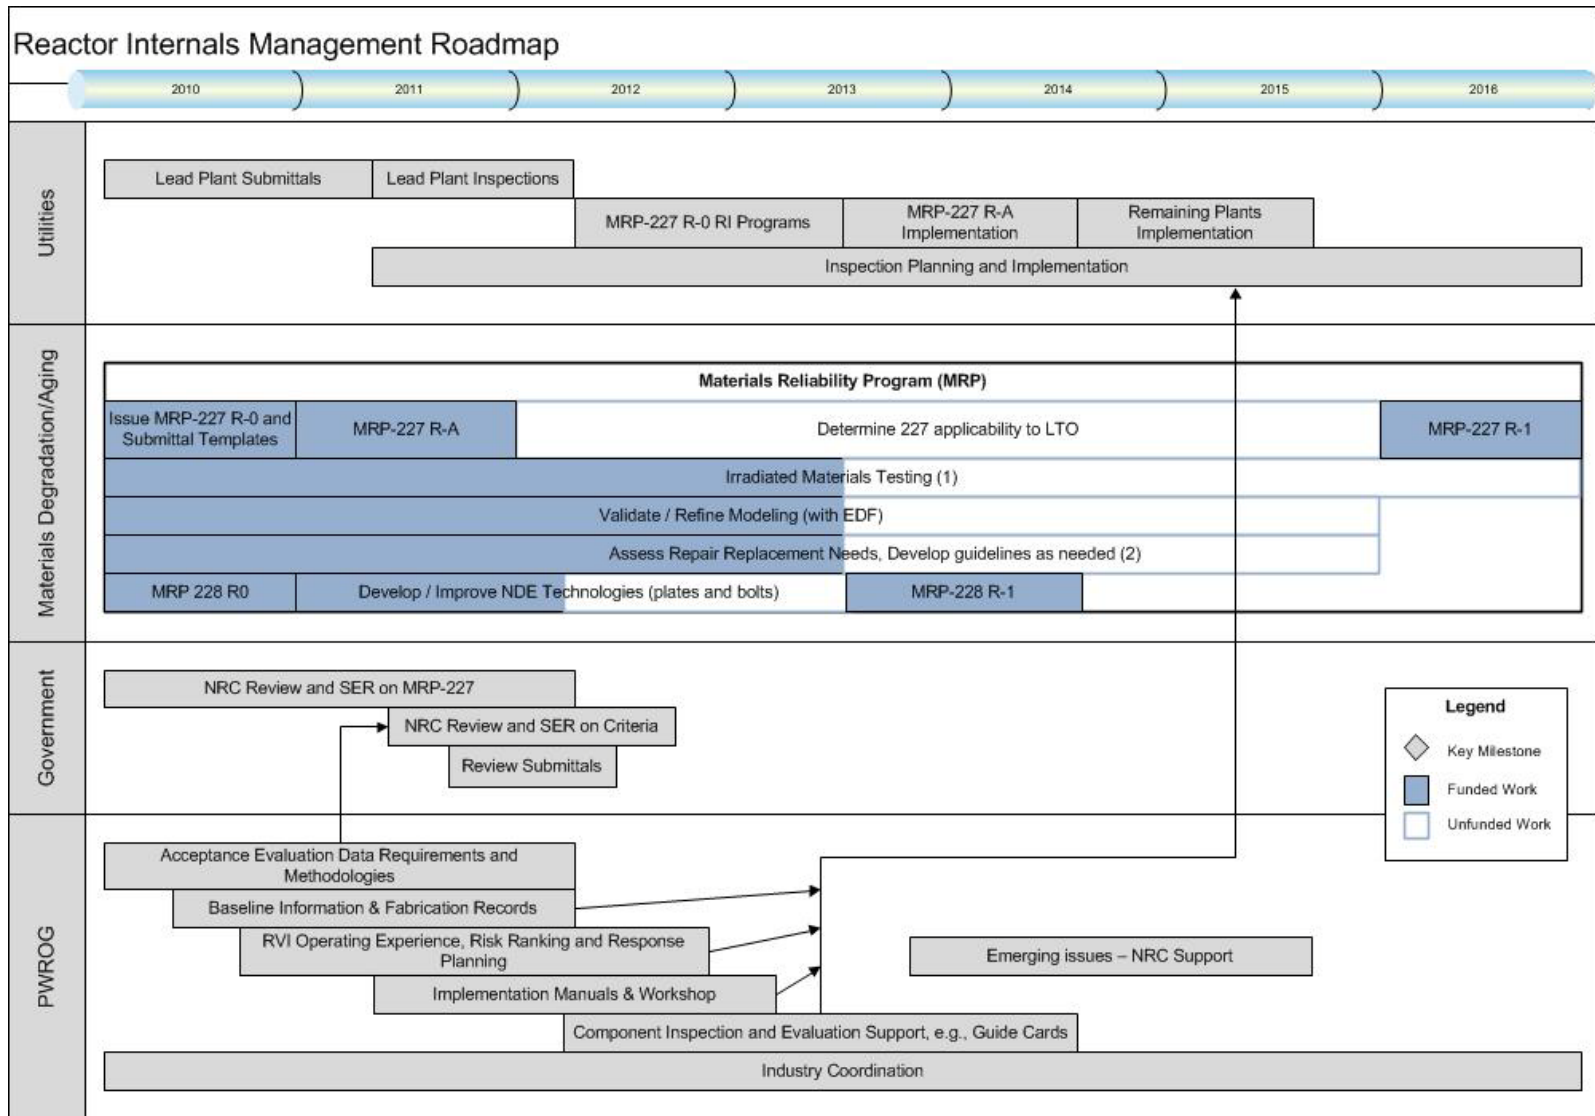 Reactor Internals Management Roadmap
2010
2011
2012
2013
2014
2015
2016
Utilities
Lead Plant Submittals
Lead Plant Inspections
MRP-227 R-0 RI Programs
MRP-227 R-A
Implementation
Remaining Plants
Implementation
Inspection Planning and Implementation
Materials Degradation/Aging
Materials Reliability Program (MRP)
Issue MRP-227 R-0 and
Submittal Templates
MRP-227 R-A
Determine 227 applicability to LTO
MRP-227 R-1
Irradiated Materials Testing (1)
Validate / Refine Modeling (with EDF)
Assess Repair Replacement Needs, Develop guidelines as needed (2)
MRP 228 R0
Develop / Improve NDE Technologies (plates and bolts)
MRP-228 R-1
Government
NRC Review and SER on MRP-227
NRC Review and SER on Criteria
Review Submittals
Legend
Key Milestone
Funded Work
Unfunded Work
PWROG
Acceptance Evaluation Data Requirements and
Methodologies
Baseline Information & Fabrication Records
RVI Operating Experience, Risk Ranking and Response
Planning
Emerging issues – NRC Support
Implementation Manuals & Workshop
Component Inspection and Evaluation Support, e.g., Guide Cards
Industry Coordination